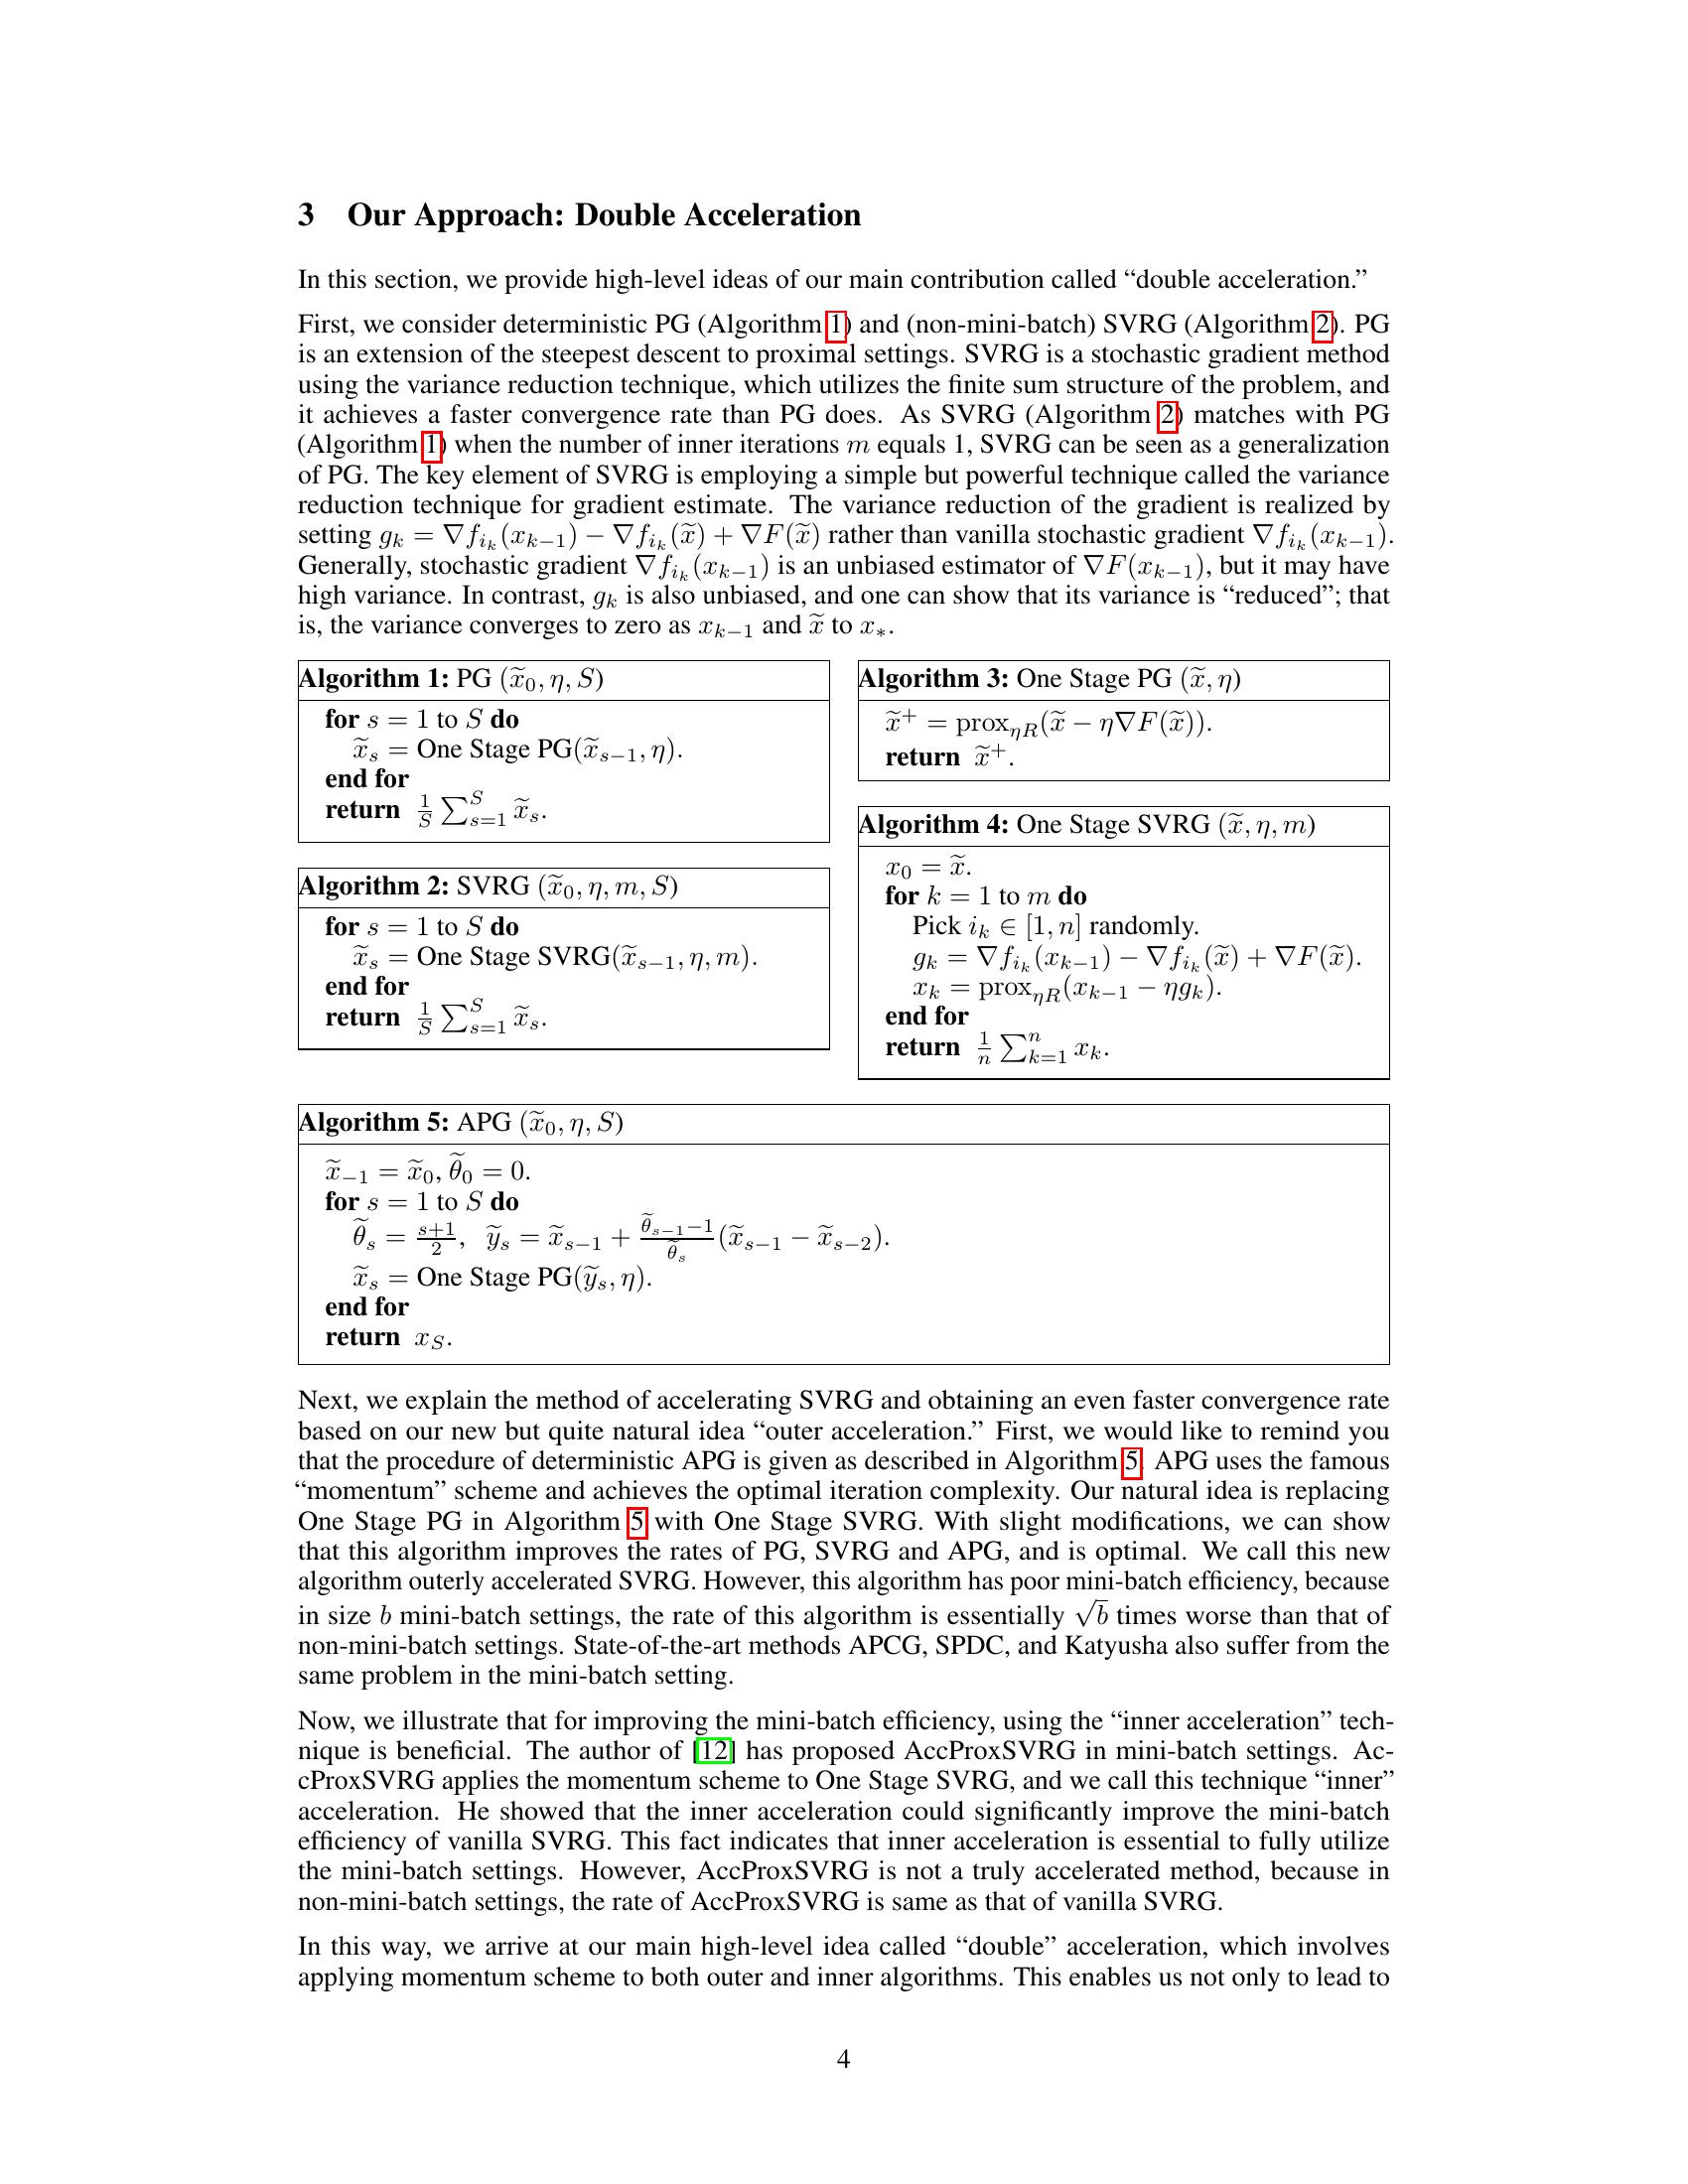 3 Our Approach: Double Acceleration
In this section, we provide high-level ideas of our main contribution called “double acceleration.”
First, we consider deterministic PG (Algorithm 1) and (non-mini-batch) SVRG (Algorithm 2). PG
is an extension of the steepest descent to proximal settings. SVRG is a stochastic gradient method
using the variance reduction technique, which utilizes the finite sum structure of the problem, and
it achieves a faster convergence rate than PG does. As SVRG (Algorithm 2) matches with PG
(Algorithm 1) when the number of inner iterations m equals 1, SVRG can be seen as a generalization
of PG. The key element of SVRG is employing a simple but powerful technique called the variance
reduction technique for gradient estimate. The variance reduction of the gradient is realized by
setting $g_k = \nabla f_{i_k}(x_{k-1}) - \nabla f_{i_k}(\widetilde{x}) + \nabla F(\widetilde{x})$ rather than vanilla stochastic gradient $\nabla f_{i_k}(x_{k-1})$.
Generally, stochastic gradient $\nabla f_{i_k}(x_{k-1})$ is an unbiased estimator of $\nabla F(x_{k-1})$, but it may have
high variance. In contrast, $g_k$ is also unbiased, and one can show that its variance is “reduced”; that
is, the variance converges to zero as $x_{k-1}$ and $\widetilde{x}$ to $x_*$.
Algorithm 1: PG $(\widetilde{x}_0, \eta, S)$
for $s = 1$ to $S$ do
$\widetilde{x}_s =$ One Stage PG$(\widetilde{x}_{s-1}, \eta)$.
end for
return $\frac{1}{S} \sum_{s=1}^{S} \widetilde{x}_s$.
Algorithm 2: SVRG $(\widetilde{x}_0, \eta, m, S)$
for $s = 1$ to $S$ do
$\widetilde{x}_s =$ One Stage SVRG$(\widetilde{x}_{s-1}, \eta, m)$.
end for
return $\frac{1}{S} \sum_{s=1}^{S} \widetilde{x}_s$.
Algorithm 3: One Stage PG $(\widetilde{x}, \eta)$
$\widetilde{x}^+ = \mathrm{prox}_{\eta R}(\widetilde{x} - \eta \nabla F(\widetilde{x}))$.
return $\widetilde{x}^+$.
Algorithm 4: One Stage SVRG $(\widetilde{x}, \eta, m)$
$x_0 = \widetilde{x}$.
for $k = 1$ to $m$ do
Pick $i_k \in [1, n]$ randomly.
$g_k = \nabla f_{i_k}(x_{k-1}) - \nabla f_{i_k}(\widetilde{x}) + \nabla F(\widetilde{x})$.
$x_k = \mathrm{prox}_{\eta R}(x_{k-1} - \eta g_k)$.
end for
return $\frac{1}{n} \sum_{k=1}^{n} x_k$.
Algorithm 5: APG $(\widetilde{x}_0, \eta, S)$
$\widetilde{x}_{-1} = \widetilde{x}_0, \widetilde{\theta}_0 = 0$.
for $s = 1$ to $S$ do
$\widetilde{\theta}_s = \frac{s+1}{2}, \ \widetilde{y}_s = \widetilde{x}_{s-1} + \frac{\widetilde{\theta}_{s-1}-1}{\widetilde{\theta}_s}(\widetilde{x}_{s-1} - \widetilde{x}_{s-2})$.
$\widetilde{x}_s =$ One Stage PG$(\widetilde{y}_s, \eta)$.
end for
return $x_S$.
Next, we explain the method of accelerating SVRG and obtaining an even faster convergence rate
based on our new but quite natural idea “outer acceleration.” First, we would like to remind you
that the procedure of deterministic APG is given as described in Algorithm 5. APG uses the famous
“momentum” scheme and achieves the optimal iteration complexity. Our natural idea is replacing
One Stage PG in Algorithm 5 with One Stage SVRG. With slight modifications, we can show
that this algorithm improves the rates of PG, SVRG and APG, and is optimal. We call this new
algorithm outerly accelerated SVRG. However, this algorithm has poor mini-batch efficiency, because
in size $b$ mini-batch settings, the rate of this algorithm is essentially $\sqrt{b}$ times worse than that of
non-mini-batch settings. State-of-the-art methods APCG, SPDC, and Katyusha also suffer from the
same problem in the mini-batch setting.
Now, we illustrate that for improving the mini-batch efficiency, using the “inner acceleration” tech-
nique is beneficial. The author of [12] has proposed AccProxSVRG in mini-batch settings. Ac-
cProxSVRG applies the momentum scheme to One Stage SVRG, and we call this technique “inner”
acceleration. He showed that the inner acceleration could significantly improve the mini-batch
efficiency of vanilla SVRG. This fact indicates that inner acceleration is essential to fully utilize
the mini-batch settings. However, AccProxSVRG is not a truly accelerated method, because in
non-mini-batch settings, the rate of AccProxSVRG is same as that of vanilla SVRG.
In this way, we arrive at our main high-level idea called “double” acceleration, which involves
applying momentum scheme to both outer and inner algorithms. This enables us not only to lead to
4